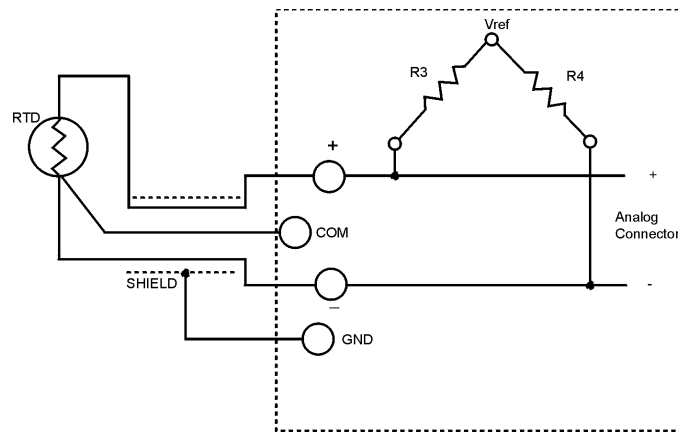 Vref
R3
R4
RTD
+
+
Analog
Connector
COM
SHIELD
-
–
GND